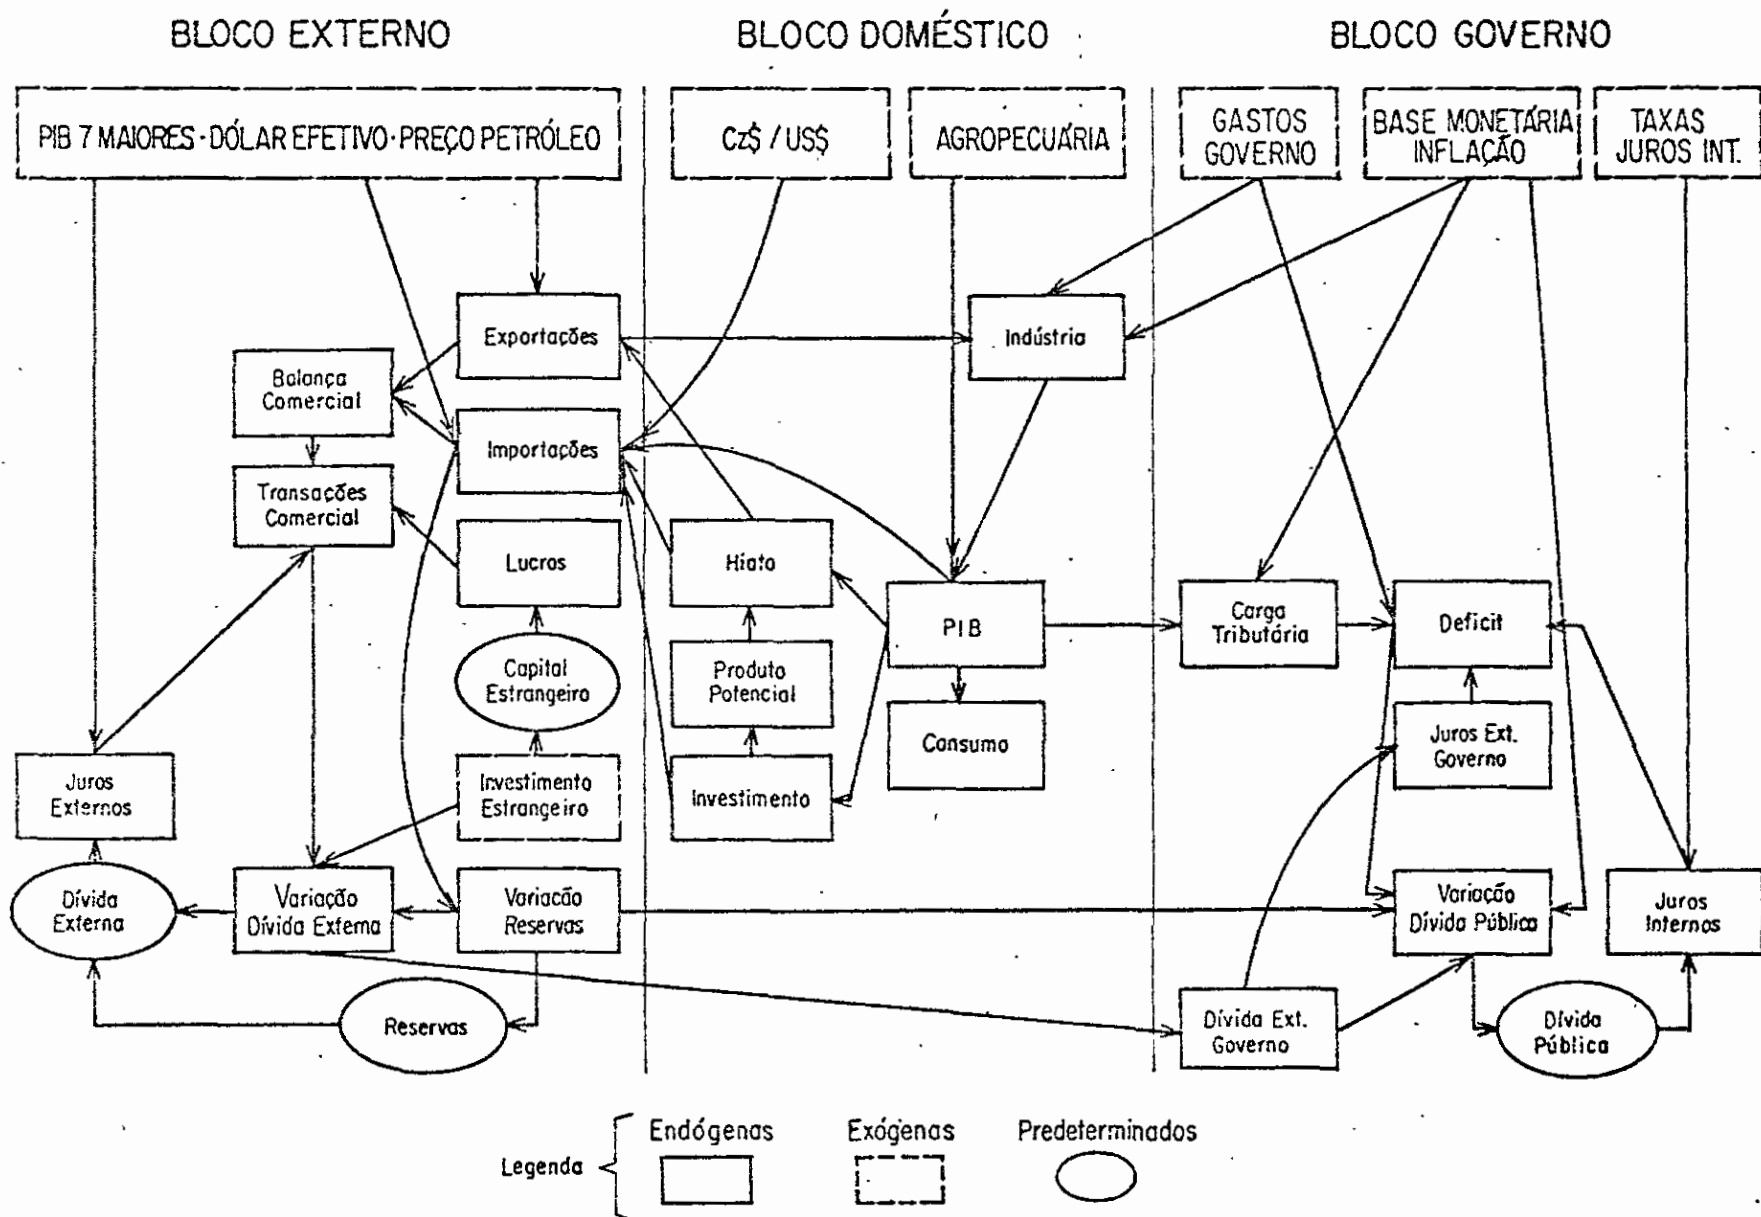 BLOCO EXTERNO
BLOCO DOMÉSTICO
BLOCO GOVERNO
PIB 7 MAIORES · DÓLAR EFETIVO · PREÇO PETRÓLEO
Cz$ / US$
AGROPECUÁRIA
GASTOS
GOVERNO
BASE MONETÁRIA
INFLAÇÃO
TAXAS
JUROS INT.
Exportações
Indústria
Balança
Comercial
Importações
Transações
Comercial
Lucros
Hiato
PIB
Carga
Tributária
Deficit
Capital
Estrangeiro
Produto
Potencial
Consumo
Juros Ext.
Governo
Juros
Externos
Investimento
Estrangeiro
Investimento
Dívida
Externa
Variação
Dívida Externa
Variacão
Reservas
Variação
Dívida Pública
Juros
Internos
Reservas
Dívida Ext.
Governo
Dívida
Pública
Legenda
Endógenas
Exógenas
Predeterminados